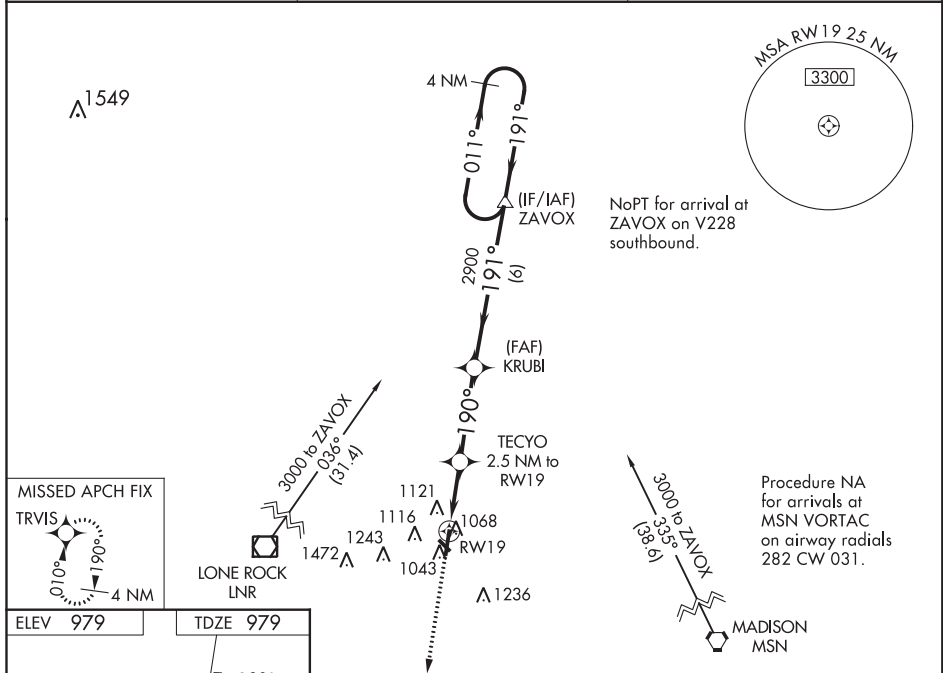 MSA RW19 25 NM
3300
1549
4 NM
011°
191°
(IF/IAF)
ZAVOX
NoPT for arrival at
ZAVOX on V228
southbound.
2900
191°
(6)
(FAF)
KRUBI
190°
TECYO
2.5 NM to
RW19
3000 to ZAVOX
036°
(31.4)
LONE ROCK
LNR
1121
1116
1068
RW19
1243
1472
1043
1236
3000 to ZAVOX
335°
(38.6)
MADISON
MSN
Procedure NA
for arrivals at
MSN VORTAC
on airway radials
282 CW 031.
MISSED APCH FIX
TRVIS
010°
190°
4 NM
ELEV 979
TDZE 979